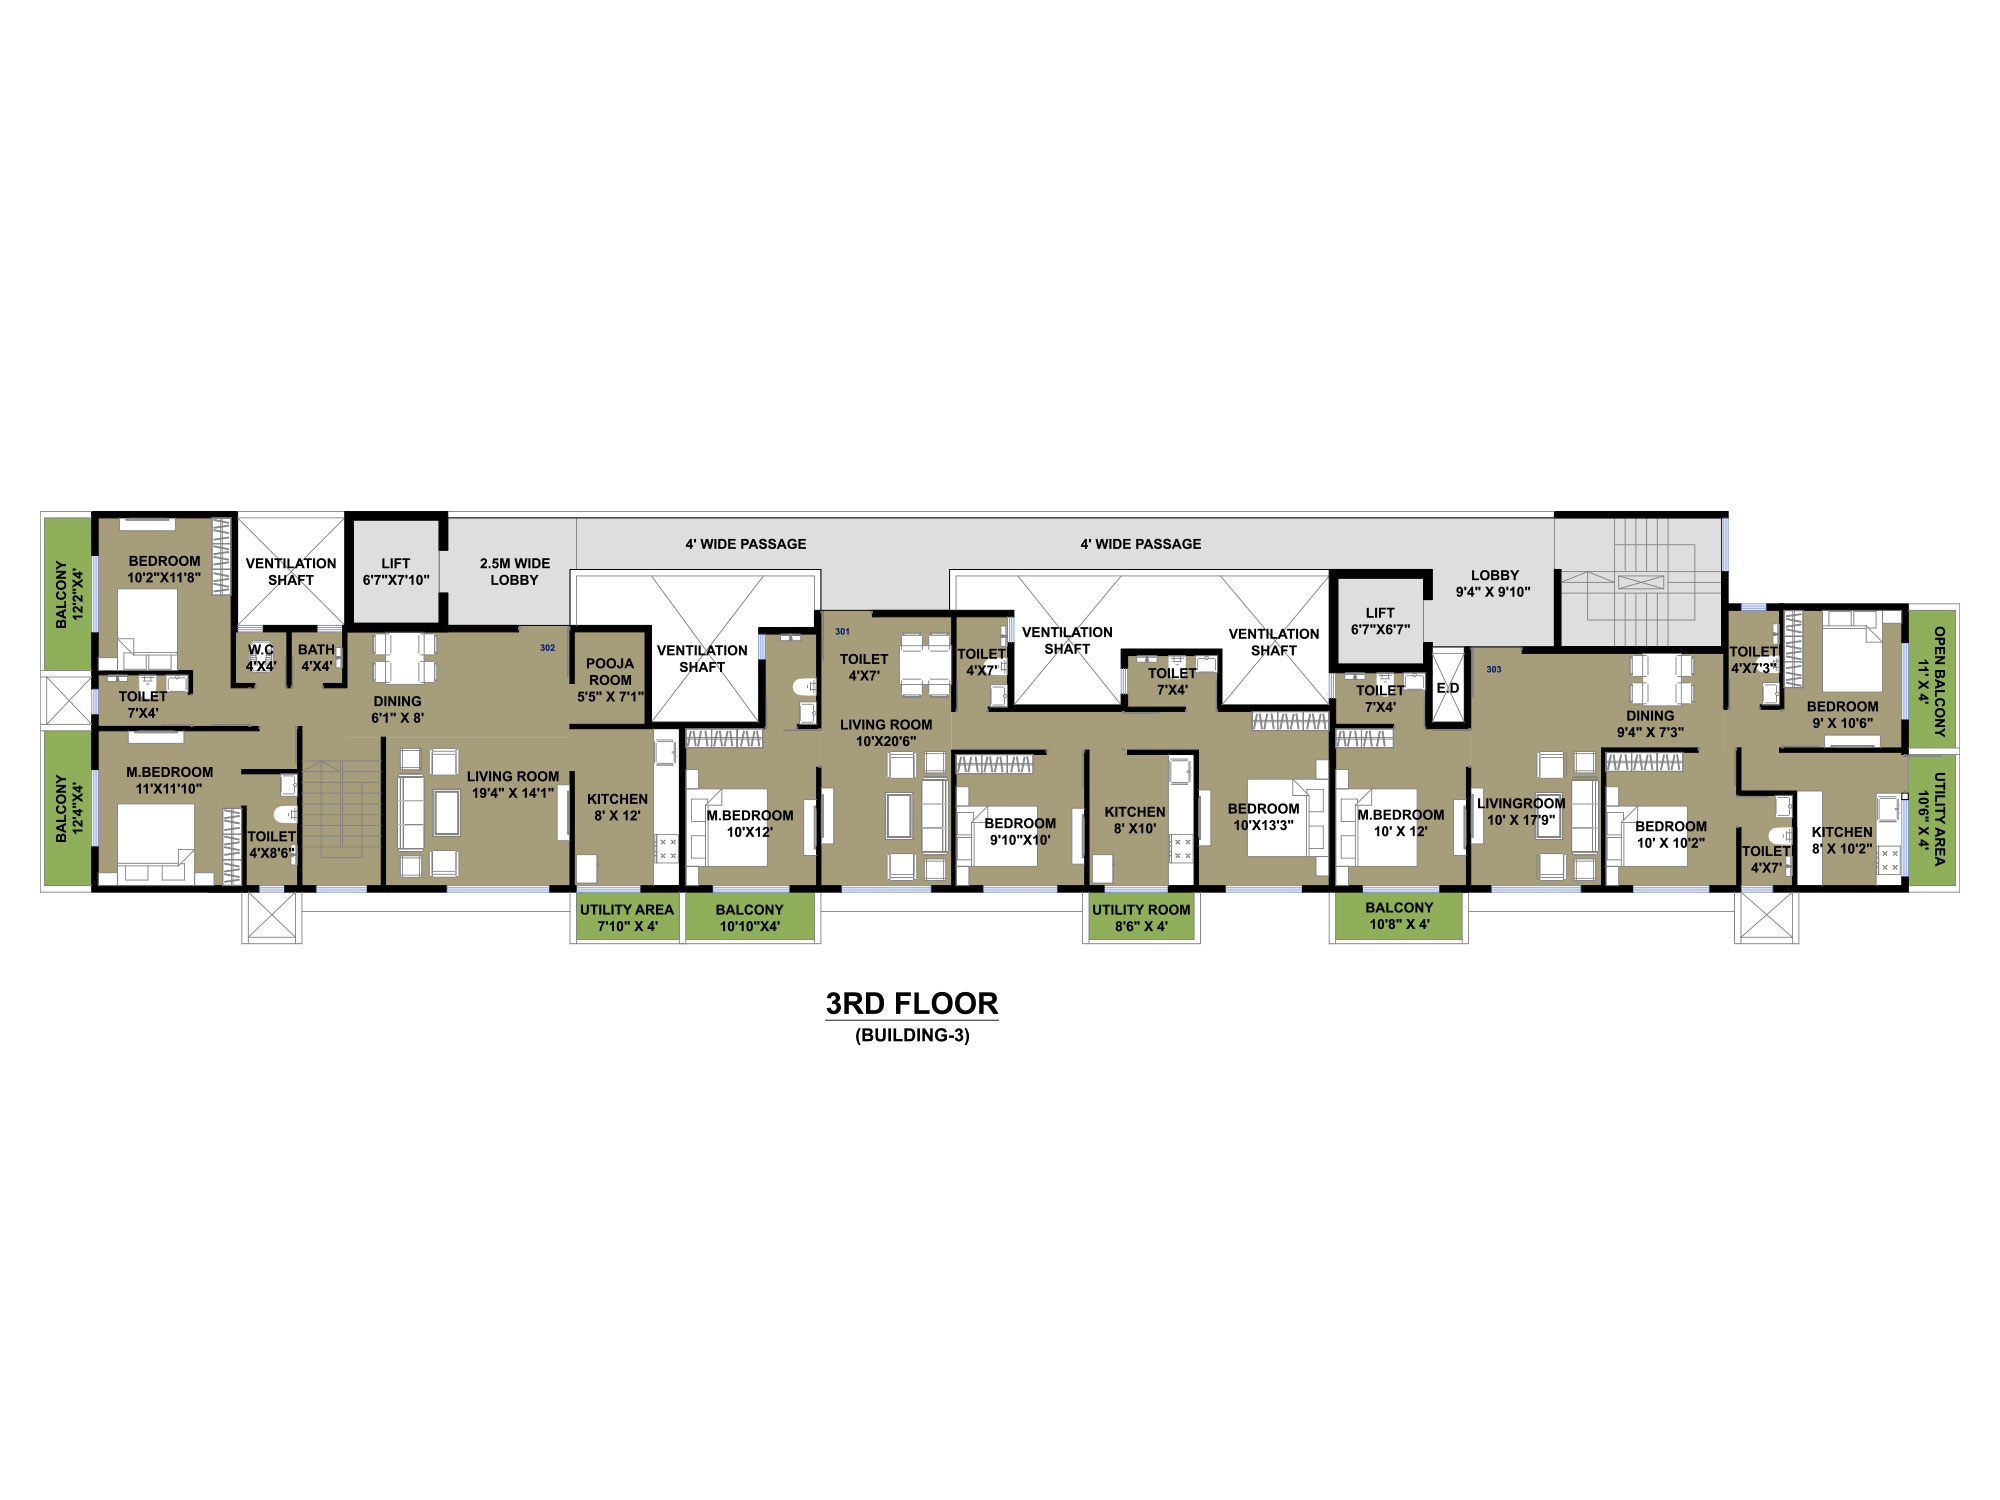 BALCONY
12'2"X4'
BEDROOM
10'2"X11'8"
VENTILATION
SHAFT
LIFT
6'7"X7'10"
2.5M WIDE
LOBBY
4' WIDE PASSAGE
4' WIDE PASSAGE
LOBBY
9'4" X 9'10"
LIFT
6'7"X6'7"
W.C
4'X4'
BATH
4'X4'
302
POOJA
ROOM
5'5" X 7'1"
VENTILATION
SHAFT
301
TOILET
4'X7'
TOILET
4'X7'
VENTILATION
SHAFT
TOILET
7'X4'
VENTILATION
SHAFT
TOILET
7'X4'
E.D
303
TOILET
4'X7'3"
BEDROOM
9' X 10'6"
OPEN BALCONY
11' X 4'
TOILET
7'X4'
DINING
6'1" X 8'
LIVING ROOM
10'X20'6"
DINING
9'4" X 7'3"
BALCONY
12'4"X4'
M.BEDROOM
11'X11'10"
TOILET
4'X8'6"
LIVING ROOM
19'4" X 14'1"
KITCHEN
8' X 12'
M.BEDROOM
10'X12'
BEDROOM
9'10"X10'
KITCHEN
8' X10'
BEDROOM
10'X13'3"
M.BEDROOM
10' X 12'
LIVINGROOM
10' X 17'9"
BEDROOM
10' X 10'2"
TOILET
4'X7'
KITCHEN
8' X 10'2"
UTILITY AREA
10'6" X 4'
UTILITY AREA
7'10" X 4'
BALCONY
10'10"X4'
UTILITY ROOM
8'6" X 4'
BALCONY
10'8" X 4'
3RD FLOOR
(BUILDING-3)